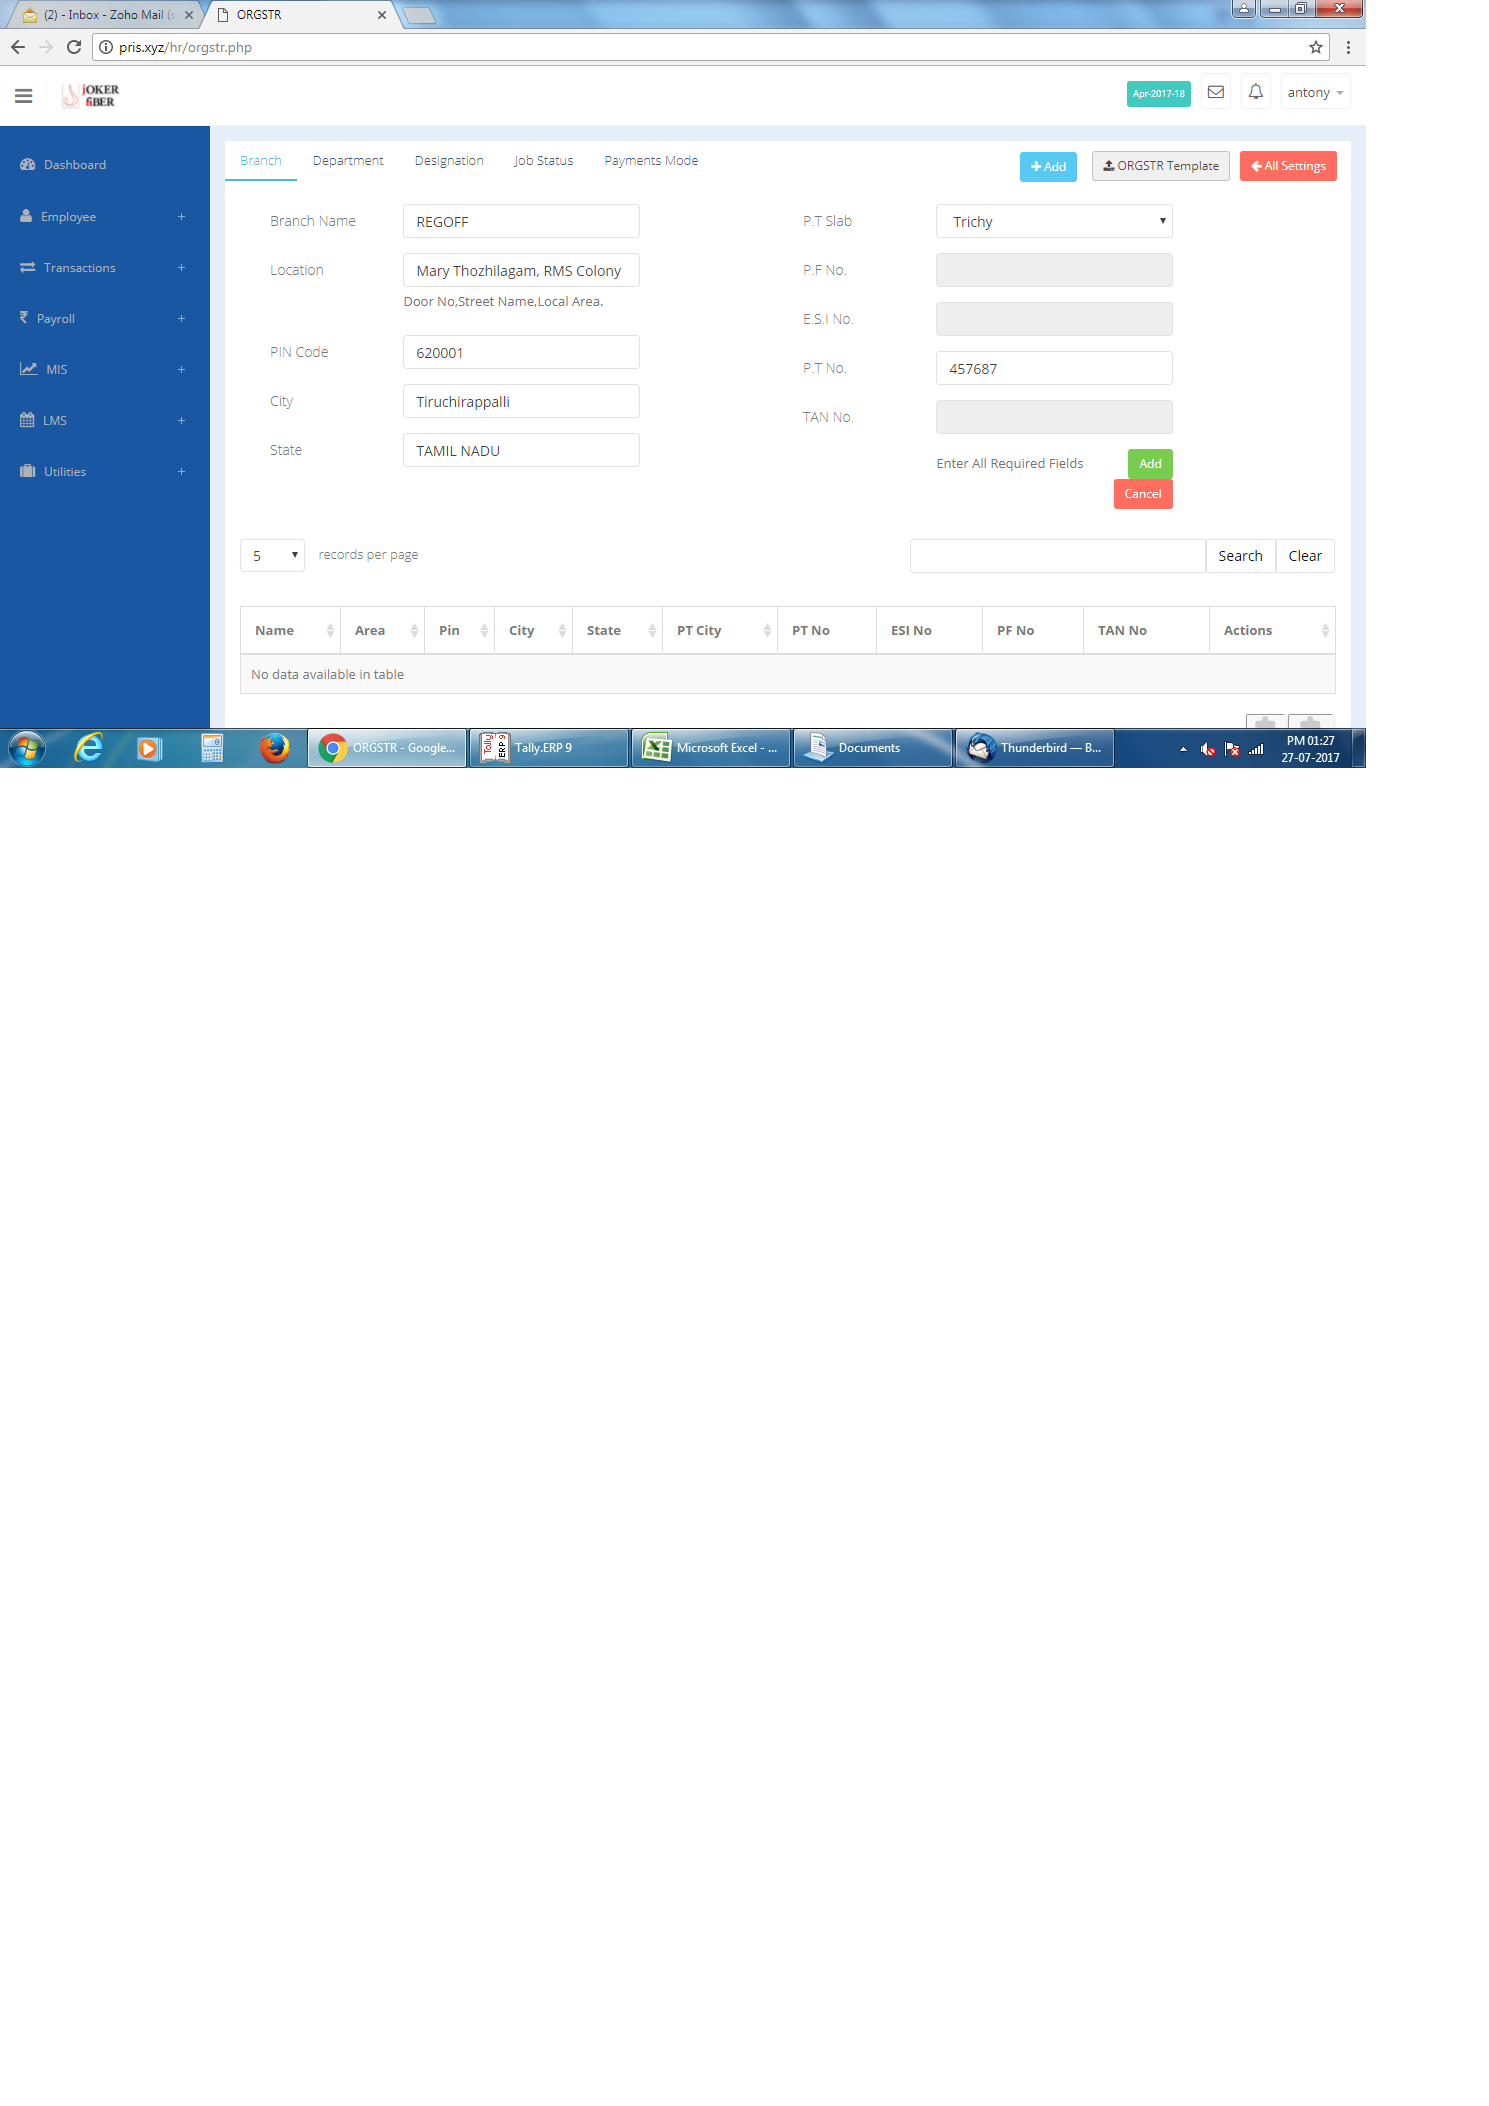 (2) - Inbox - Zoho Mail (s
ORGSTR
pris.xyz/hr/orgstr.php
jOKER
fiBER
Apr-2017-18
antony
Dashboard
Employee +
Transactions +
Payroll +
MIS +
LMS +
Utilities +
Branch Department Designation Job Status Payments Mode
Add ORGSTR Template All Settings
Branch Name REGOFF
Location Mary Thozhilagam, RMS Colony
Door No,Street Name,Local Area.
PIN Code 620001
City Tiruchirappalli
State TAMIL NADU
P.T Slab Trichy
P.F No.
E.S.I No.
P.T No. 457687
TAN No.
Enter All Required Fields Add
Cancel
5 records per page
Search Clear
Name Area Pin City State PT City PT No ESI No PF No TAN No Actions
No data available in table
ORGSTR - Google...
Tally ERP 9
Tally.ERP 9
Microsoft Excel - ...
Documents
Thunderbird — B...
PM 01:27
27-07-2017